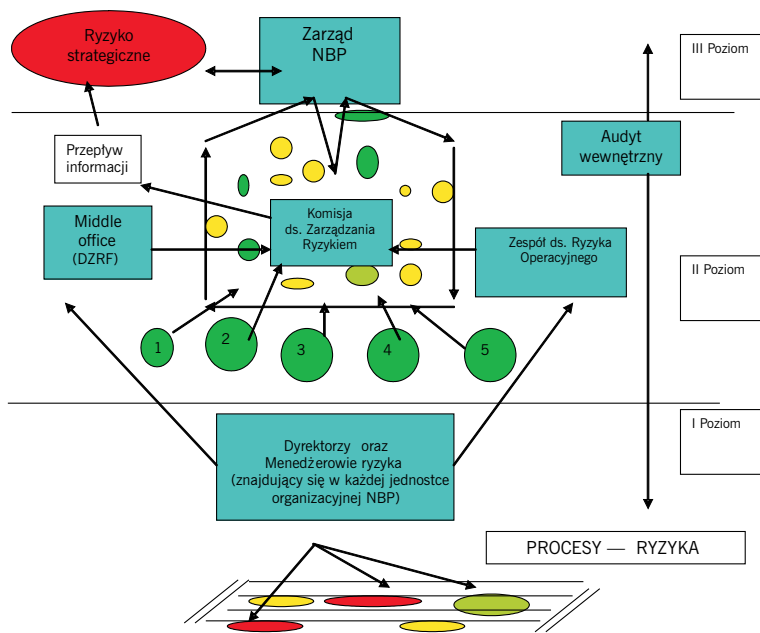 Ryzyko
strategiczne
Zarząd
NBP
III Poziom
Przepływ
informacji
Audyt
wewnętrzny
Middle
office
(DZRF)
Komisja
ds. Zarządzania
Ryzykiem
Zespół ds. Ryzyka
Operacyjnego
II Poziom
1
2
3
4
5
I Poziom
Dyrektorzy oraz
Menedżerowie ryzyka
(znajdujący się w każdej jednostce
organizacyjnej NBP)
PROCESY — RYZYKA